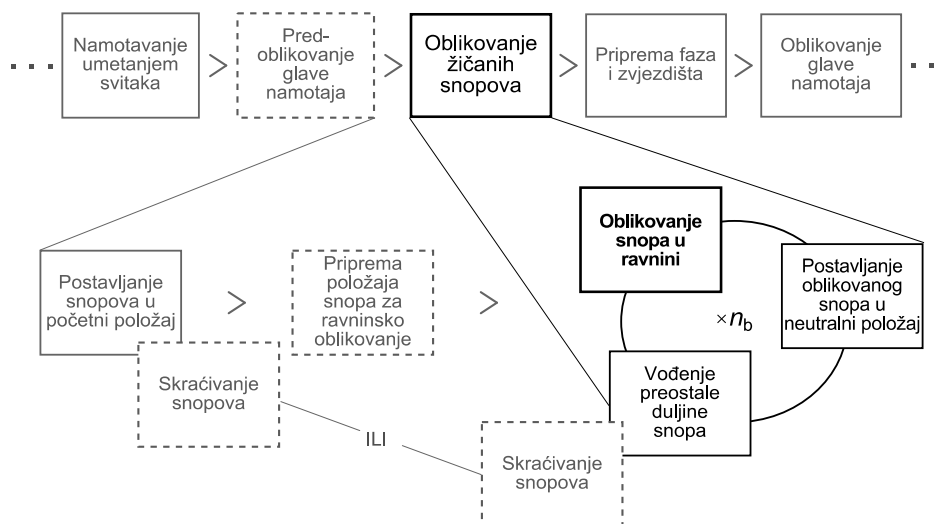 Namotavanje
umetanjem
svitaka
Pred-
oblikovanje
glave
namotaja
Oblikovanje
žičanih
snopova
Priprema faza
i zvjezdišta
Oblikovanje
glave
namotaja
Postavljanje
snopova u
početni položaj
Priprema
položaja
snopa za
ravninsko
oblikovanje
Oblikovanje
snopa u
ravnini
Postavljanje
oblikovanog
snopa u
neutralni položaj
×nb
Vođenje
preostale
duljine
snopa
Skraćivanje
snopova
ILI
Skraćivanje
snopova